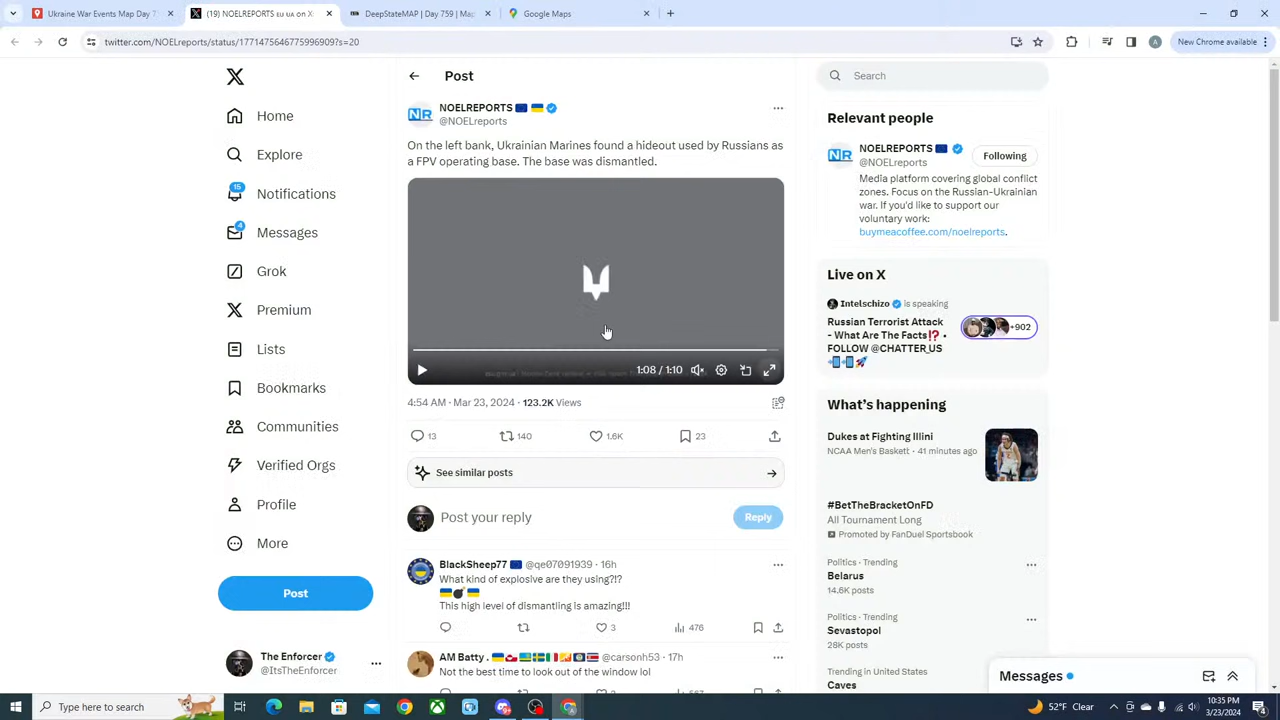 Ukraine War Events Map Day 7
(19) NOELREPORTS EU UA on X
DeepStateMAP | Day 759 | Map
Google Maps
twitter.com/NOELreports/status/1771475646775996909?s=20
New Chrome available
Home
Explore
15
Notifications
4
Messages
Grok
Premium
Lists
Bookmarks
Communities
Verified Orgs
Profile
More
Post
The Enforcer
@ItsTheEnforcer
Post
NOELREPORTS
@NOELreports
On the left bank, Ukrainian Marines found a hideout used by Russians as
a FPV operating base. The base was dismantled.
1:08 / 1:10
4:54 AM · Mar 23, 2024 · 123.2K Views
13
140
1.6K
23
See similar posts
Post your reply
Reply
BlackSheep77 @qe07091939 · 16h
What kind of explosive are they using?!?
This high level of dismantling is amazing!!!
3
476
AM Batty . @carsonh53 · 17h
Not the best time to look out of the window lol
Search
Relevant people
NOELREPORTS
@NOELreports
Following
Media platform covering global conflict
zones. Focus on the Russian-Ukrainian
war. If you'd like to support our
voluntary work:
buymeacoffee.com/noelreports.
Live on X
Intelschizo is speaking
Russian Terrorist Attack
- What Are The Facts⁉️ •
FOLLOW @CHATTER_US
+902
What's happening
Dukes at Fighting Illini
NCAA Men's Basketball · 41 minutes ago
#BetTheBracketOnFD
All Tournament Long
Promoted by FanDuel Sportsbook
Politics · Trending
Belarus
14.6K posts
Politics · Trending
Sevastopol
28K posts
Trending in United States
Caves
Messages
Type here to search
52°F Clear
10:35 PM
3/23/2024